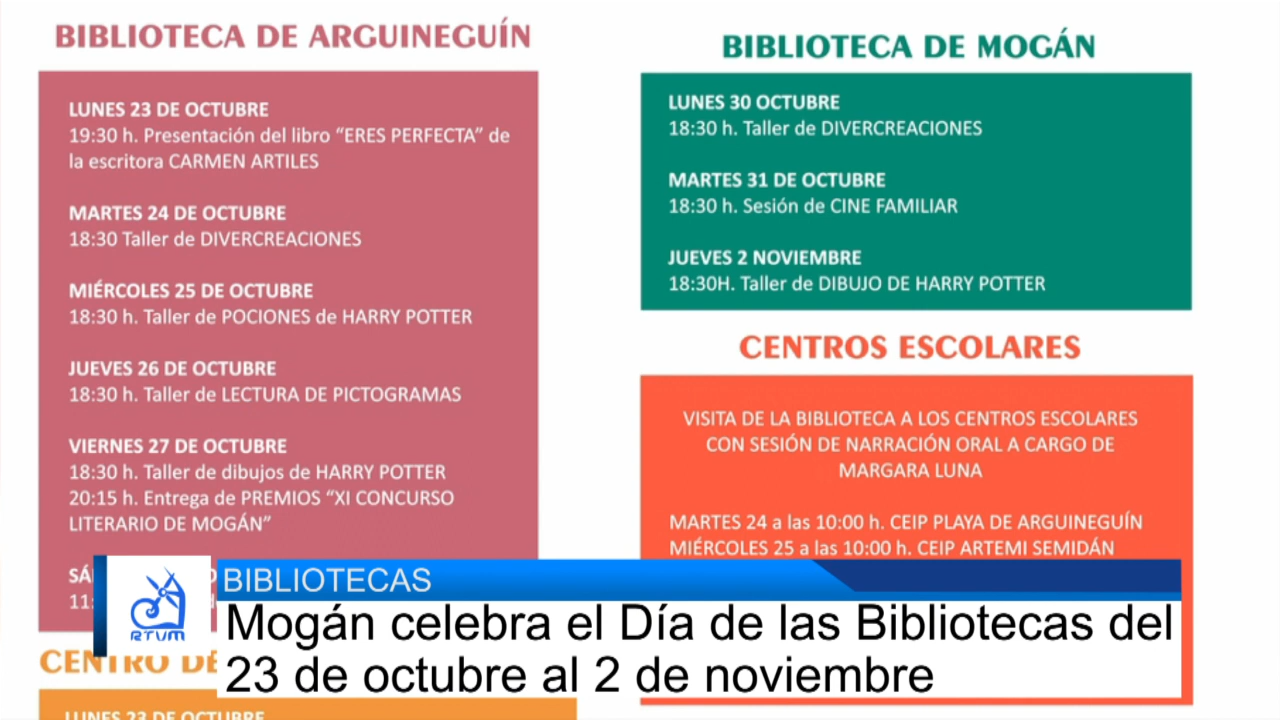 BIBLIOTECA DE ARGUINEGUÍN
LUNES 23 DE OCTUBRE
19:30 h. Presentación del libro “ERES PERFECTA” de
la escritora CARMEN ARTILES
MARTES 24 DE OCTUBRE
18:30 Taller de DIVERCREACIONES
MIÉRCOLES 25 DE OCTUBRE
18:30 h. Taller de POCIONES de HARRY POTTER
JUEVES 26 DE OCTUBRE
18:30 h. Taller de LECTURA DE PICTOGRAMAS
VIERNES 27 DE OCTUBRE
18:30 h. Taller de dibujos de HARRY POTTER
20:15 h. Entrega de PREMIOS “XI CONCURSO
LITERARIO DE MOGÁN”
BIBLIOTECA DE MOGÁN
LUNES 30 OCTUBRE
18:30 h. Taller de DIVERCREACIONES
MARTES 31 DE OCTUBRE
18:30 h. Sesión de CINE FAMILIAR
JUEVES 2 NOVIEMBRE
18:30H. Taller de DIBUJO DE HARRY POTTER
CENTROS ESCOLARES
VISITA DE LA BIBLIOTECA A LOS CENTROS ESCOLARES
CON SESIÓN DE NARRACIÓN ORAL A CARGO DE
MARGARA LUNA
MARTES 24 a las 10:00 h. CEIP PLAYA DE ARGUINEGUÍN
MIÉRCOLES 25 a las 10:00 h. CEIP ARTEMI SEMIDÁN
RTVM
BIBLIOTECAS
Mogán celebra el Día de las Bibliotecas del
23 de octubre al 2 de noviembre
CENTRO DE
LUNES 23 DE OCTUBRE